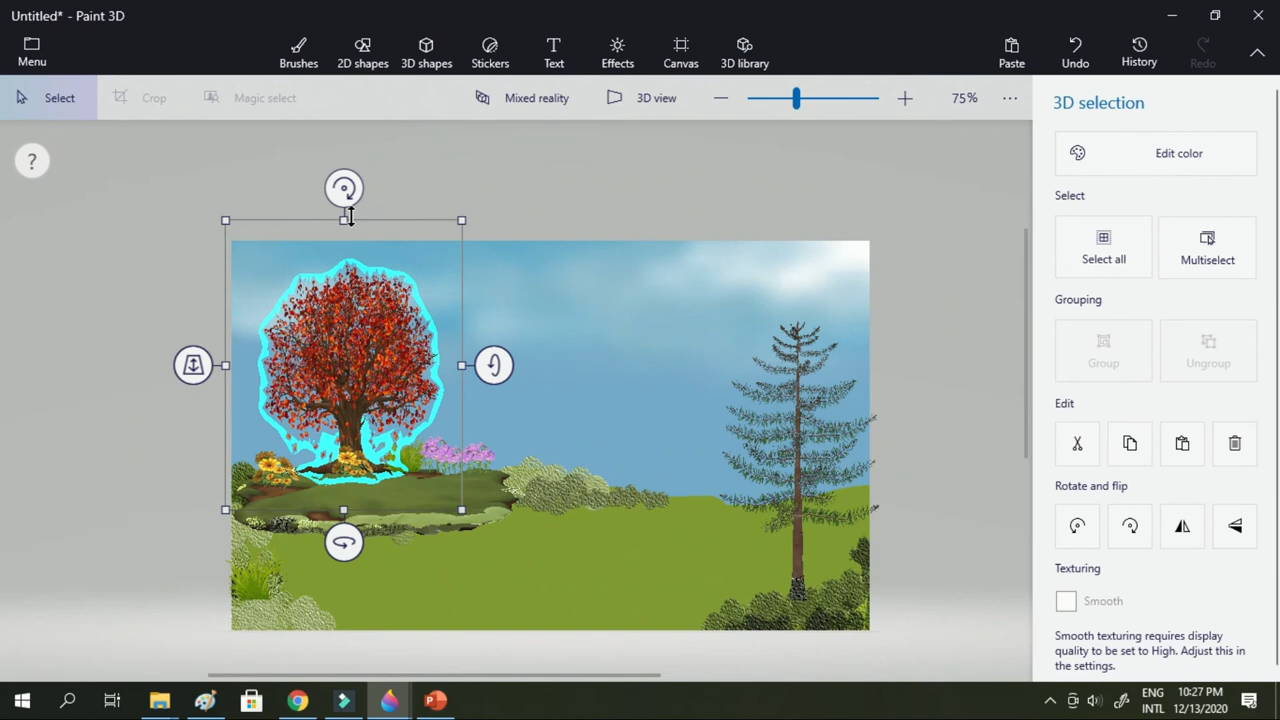 Untitled* - Paint 3D
Menu
Brushes
2D shapes
3D shapes
Stickers
Text
Effects
Canvas
3D library
Paste
Undo
History
Redo
Select
Crop
Magic select
Mixed reality
3D view
75%
?
3D selection
Edit color
Select
Select all
Multiselect
Grouping
Group
Ungroup
Edit
Rotate and flip
Texturing
Smooth
Smooth texturing requires display
quality to be set to High. Adjust this in
the settings.
ENG
INTL
10:27 PM
12/13/2020